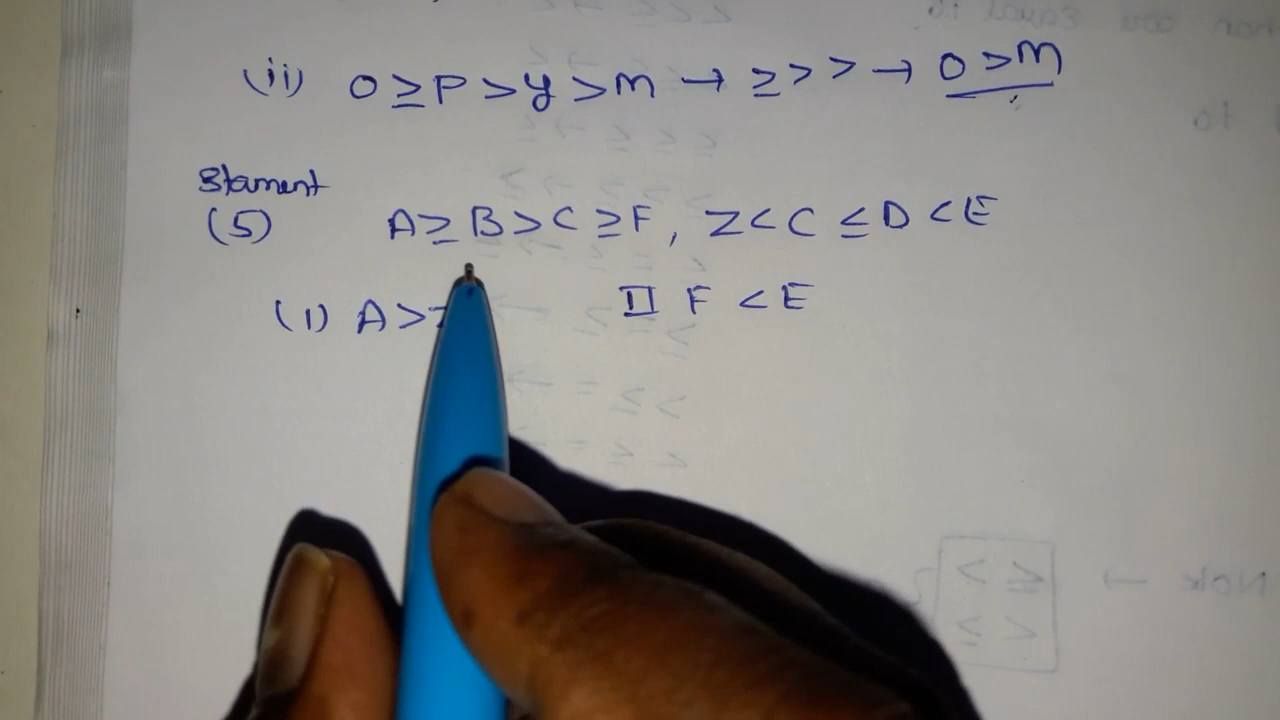 (ii) O ≥ P > y > m → ≥ > > → O > m
Stament
(5) A ≥ B > C ≥ F, Z < C ≤ D < E
(1) A > II F < E